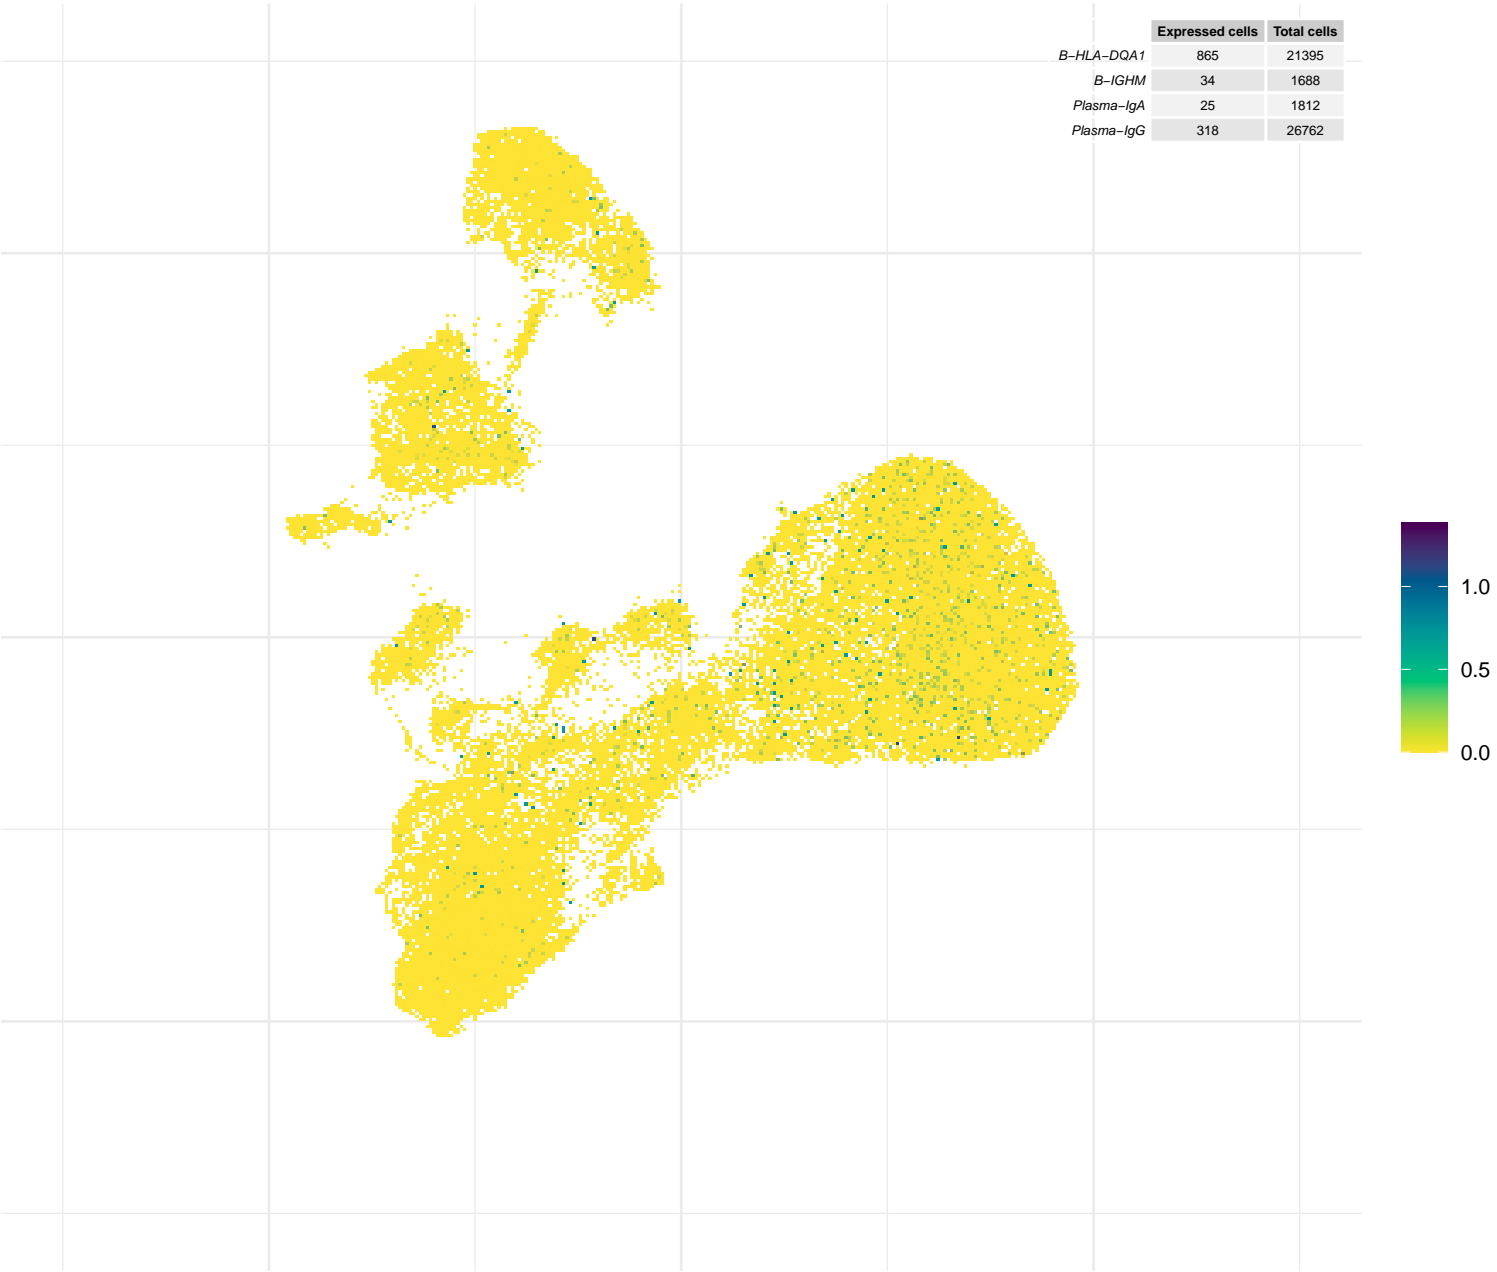 Expressed cells Total cells
B−HLA−DQA1 865 21395
B−IGHM 34 1688
Plasma−IgA 25 1812
Plasma−IgG 318 26762
1.0
0.5
0.0